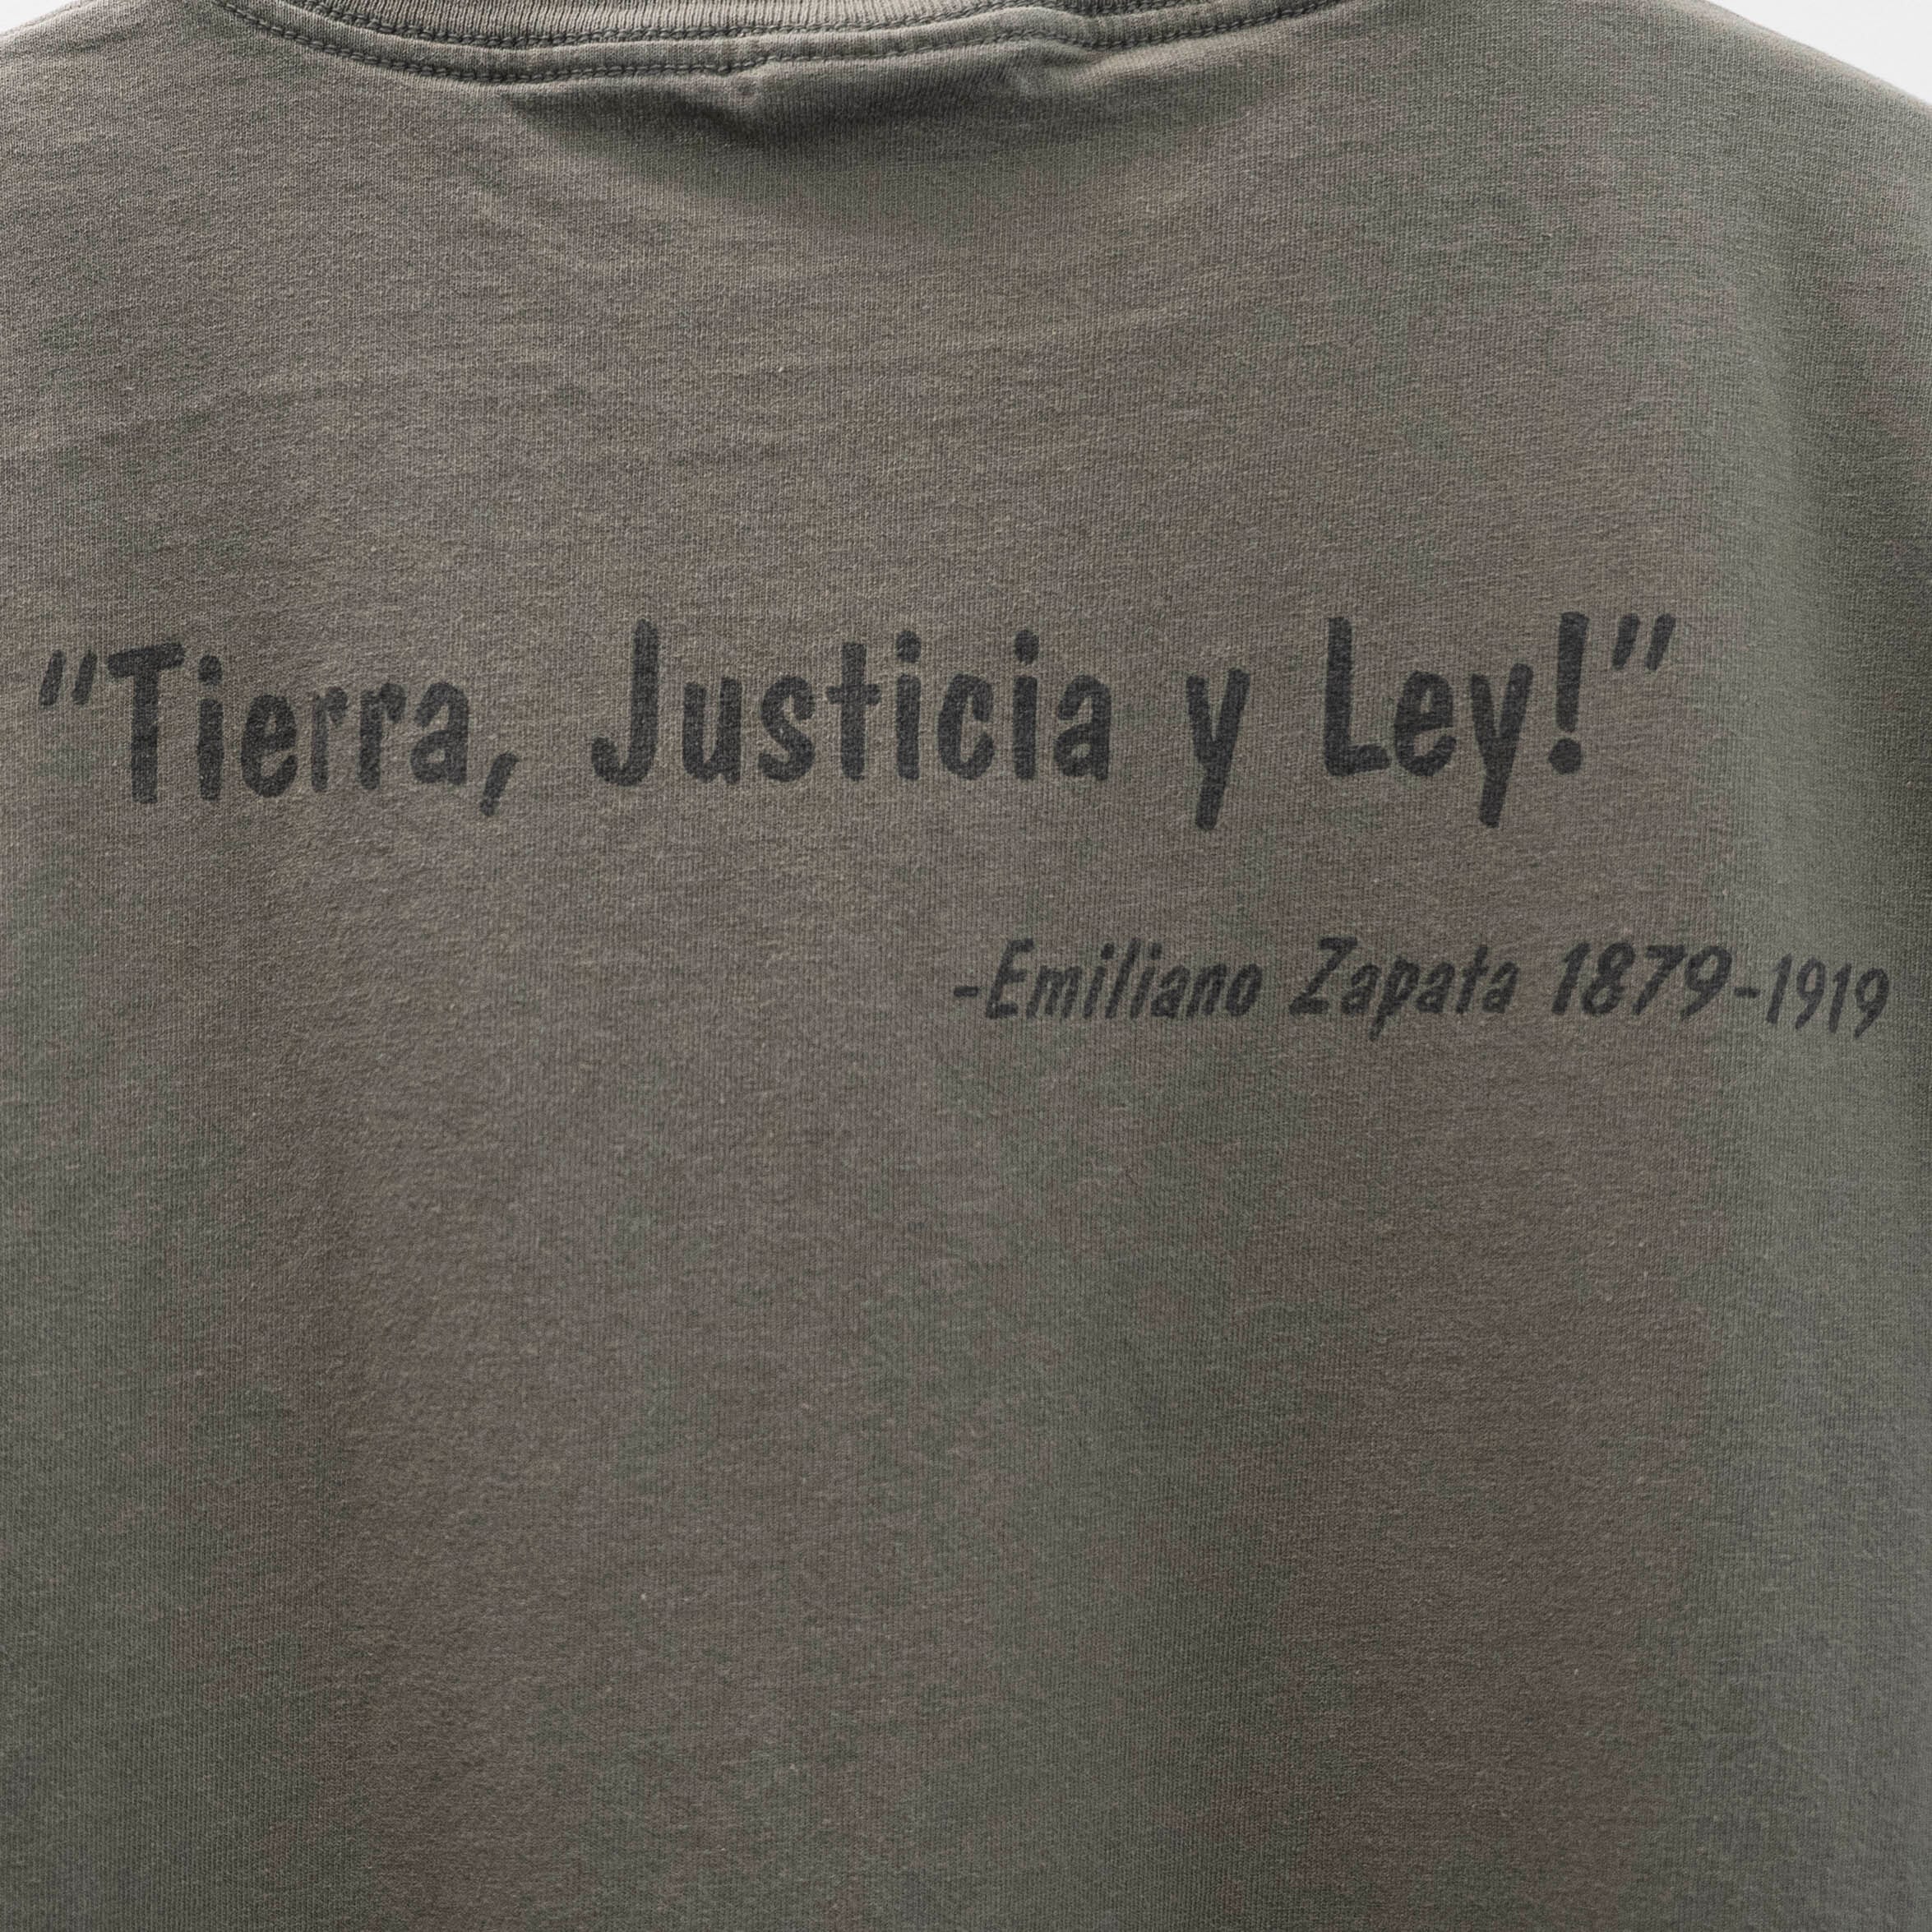 "Tierra, Justicia y Ley!"
-Emiliano Zapata 1879-1919